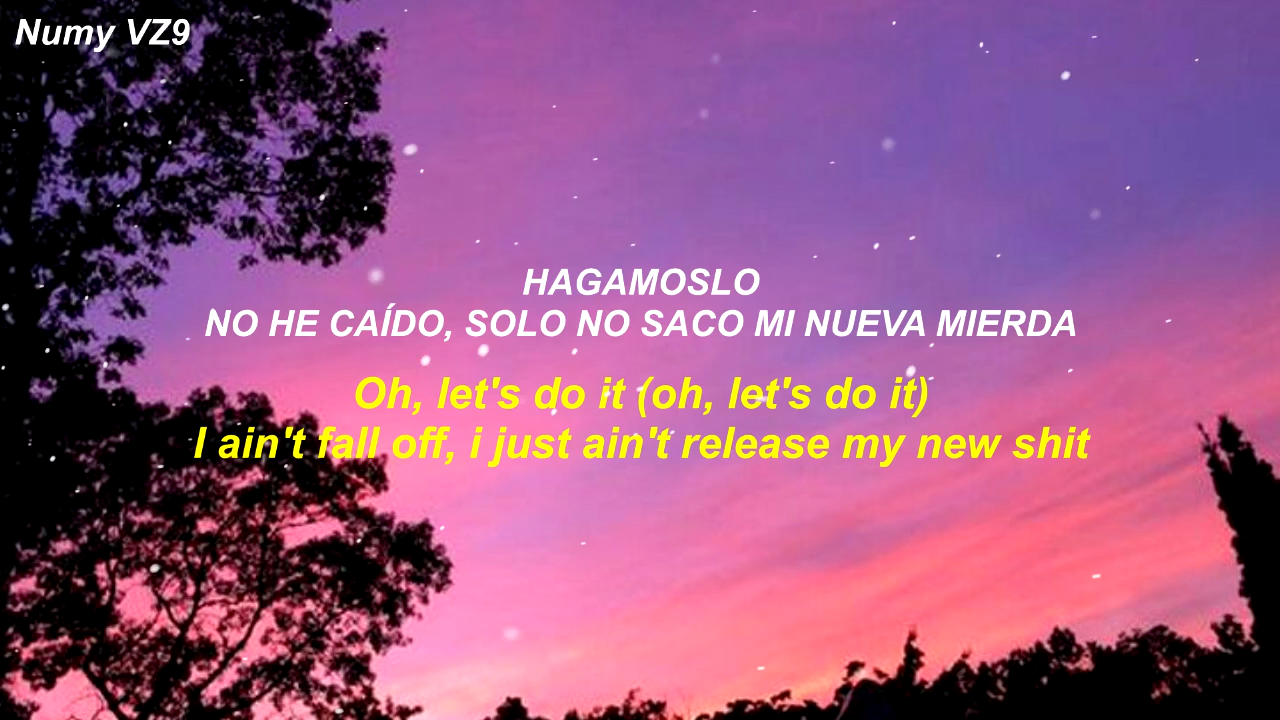 Numy VZ9
HAGAMOSLO
NO HE CAÍDO, SOLO NO SACO MI NUEVA MIERDA
Oh, let's do it (oh, let's do it)
I ain't fall off, i just ain't release my new shit